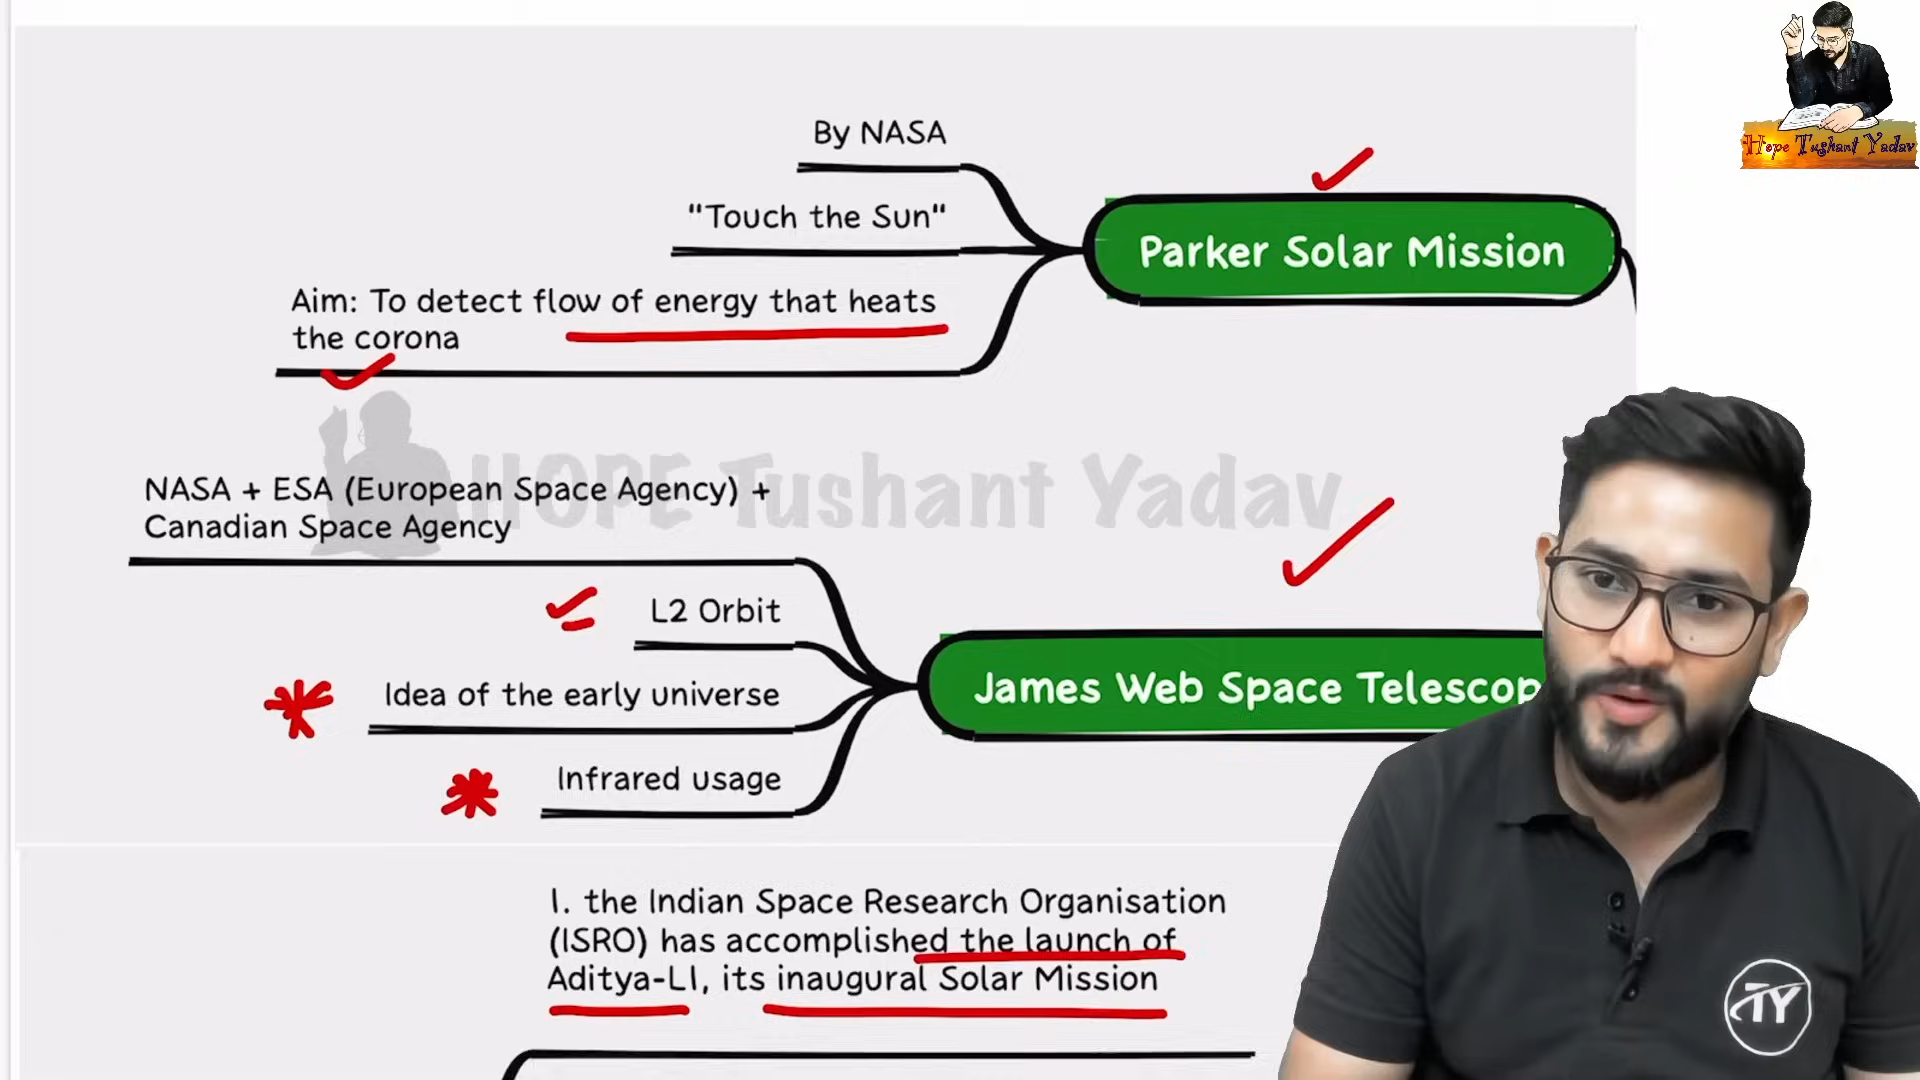 Hope Tushant Yadav
By NASA
"Touch the Sun"
Parker Solar Mission
Aim: To detect flow of energy that heats
the corona
HOPE Tushant Yadav
NASA + ESA (European Space Agency) +
Canadian Space Agency
L2 Orbit
Idea of the early universe
James Web Space Telescop
Infrared usage
1. the Indian Space Research Organisation
(ISRO) has accomplished the launch of
Aditya-L1, its inaugural Solar Mission
TY